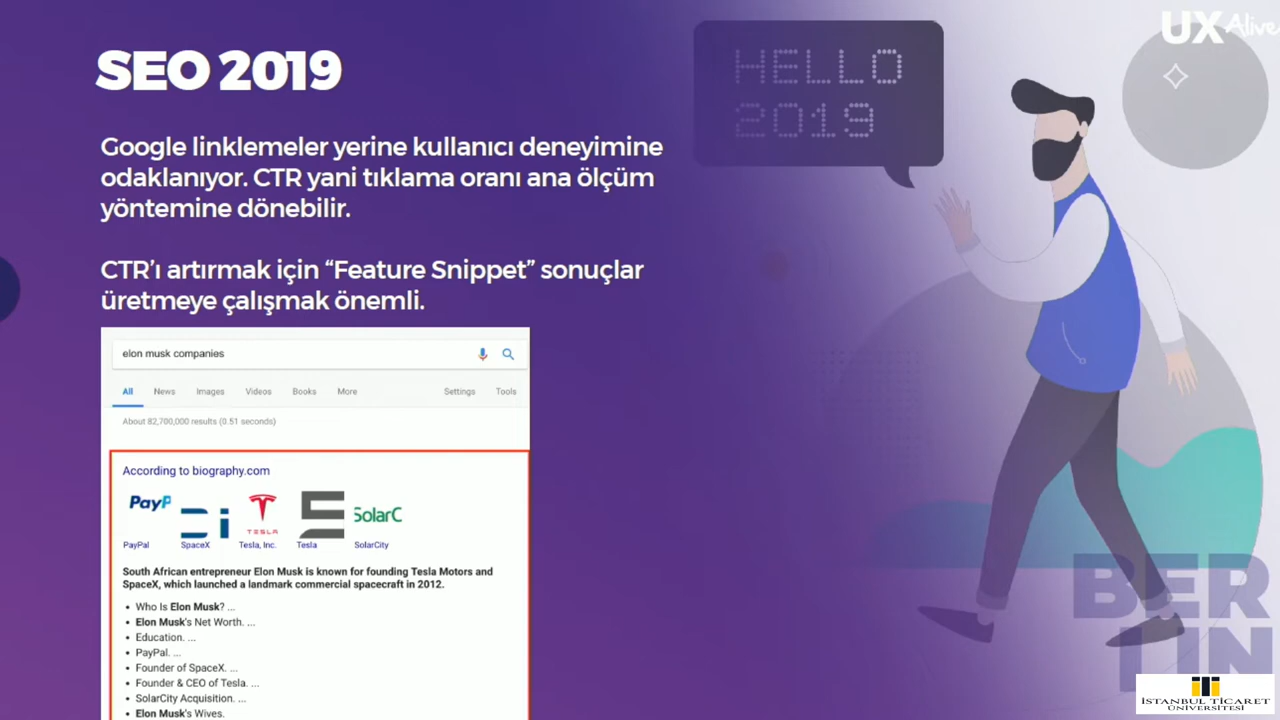 UX Alive
SEO 2019
HELLO
2019
Google linklemeler yerine kullanıcı deneyimine
odaklanıyor. CTR yani tıklama oranı ana ölçüm
yöntemine dönebilir.
CTR’ı artırmak için “Feature Snippet” sonuçlar
üretmeye çalışmak önemli.
elon musk companies
All News Images Videos Books More Settings Tools
About 82,700,000 results (0.51 seconds)
According to biography.com
PayP
TESLA
SolarC
PayPal SpaceX Tesla, Inc. Tesla SolarCity
South African entrepreneur Elon Musk is known for founding Tesla Motors and
SpaceX, which launched a landmark commercial spacecraft in 2012.
• Who Is Elon Musk? ...
• Elon Musk's Net Worth. ...
• Education. ...
• PayPal. ...
• Founder of SpaceX. ...
• Founder & CEO of Tesla. ...
• SolarCity Acquisition. ...
• Elon Musk's Wives.
BER
LIN
İSTANBUL TİCARET
ÜNİVERSİTESİ